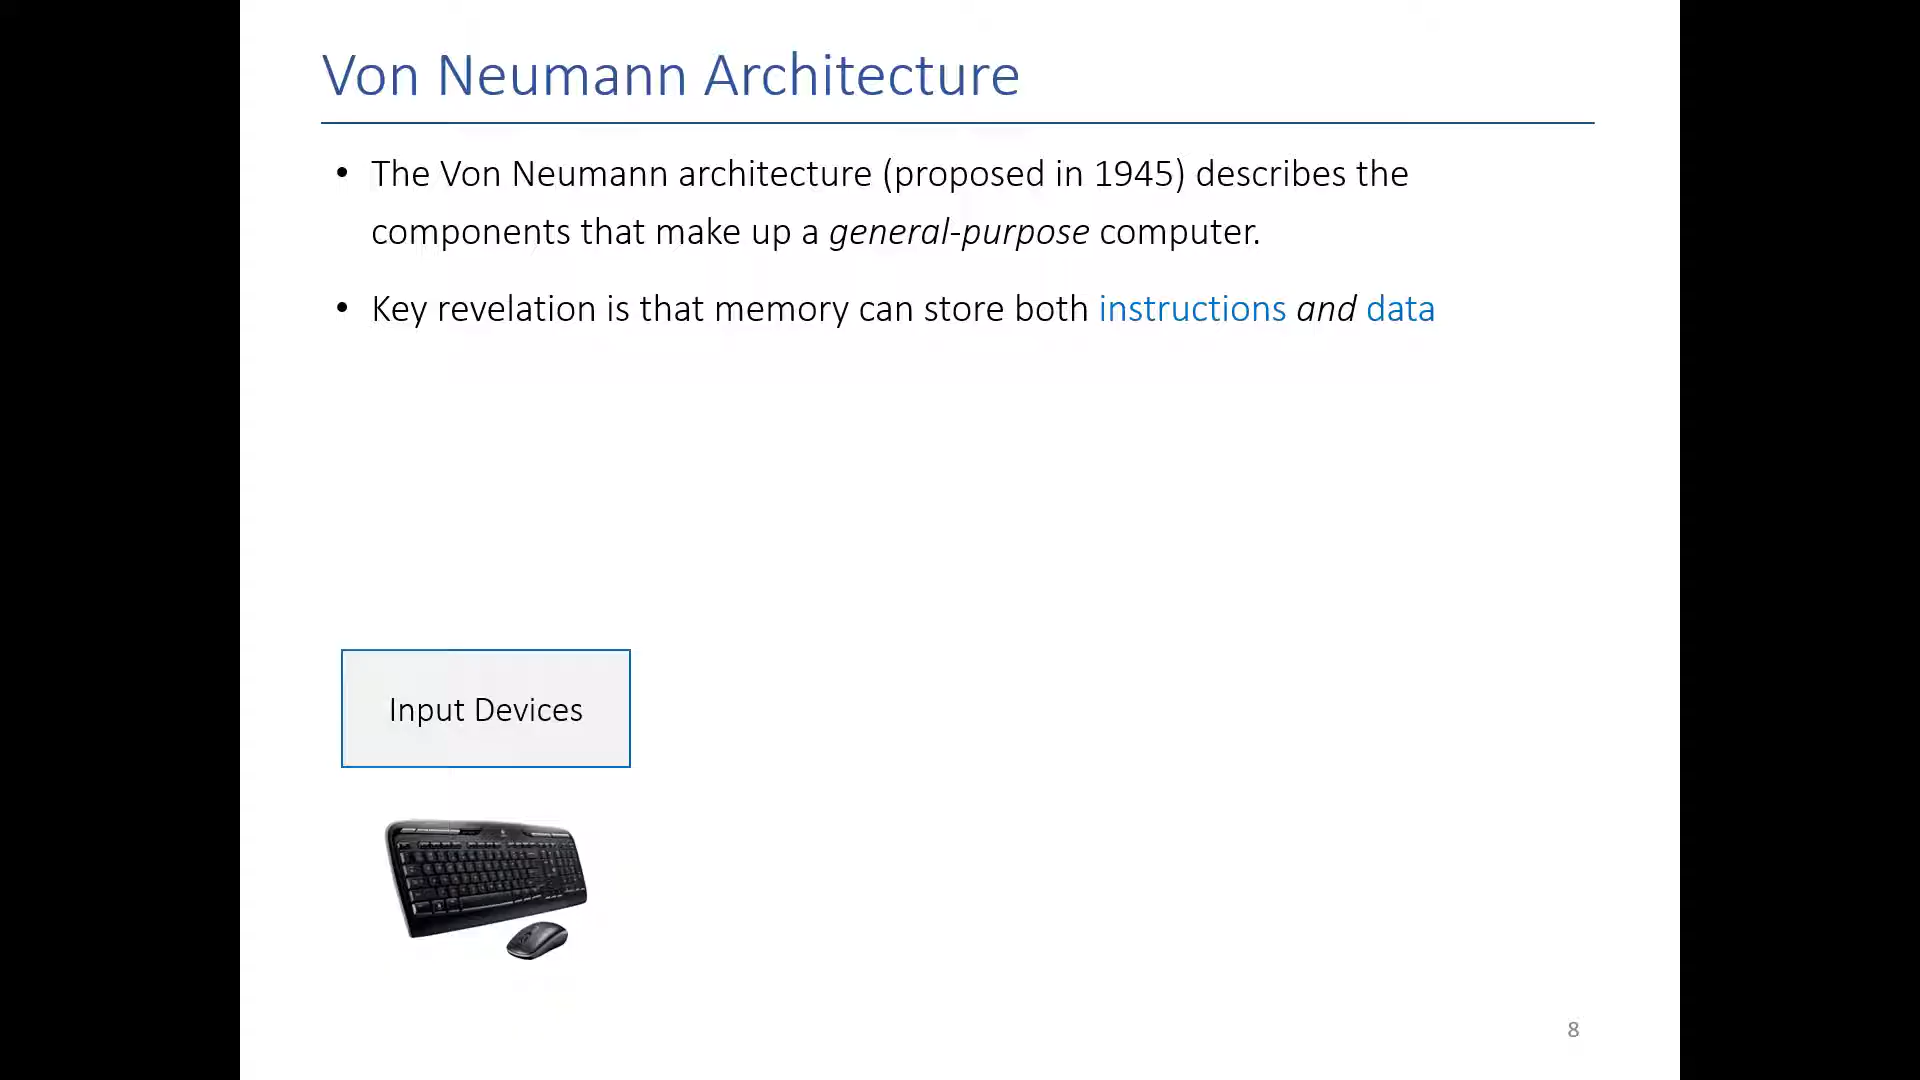 Von Neumann Architecture
• The Von Neumann architecture (proposed in 1945) describes the
components that make up a general-purpose computer.
• Key revelation is that memory can store both instructions and data
Input Devices
8